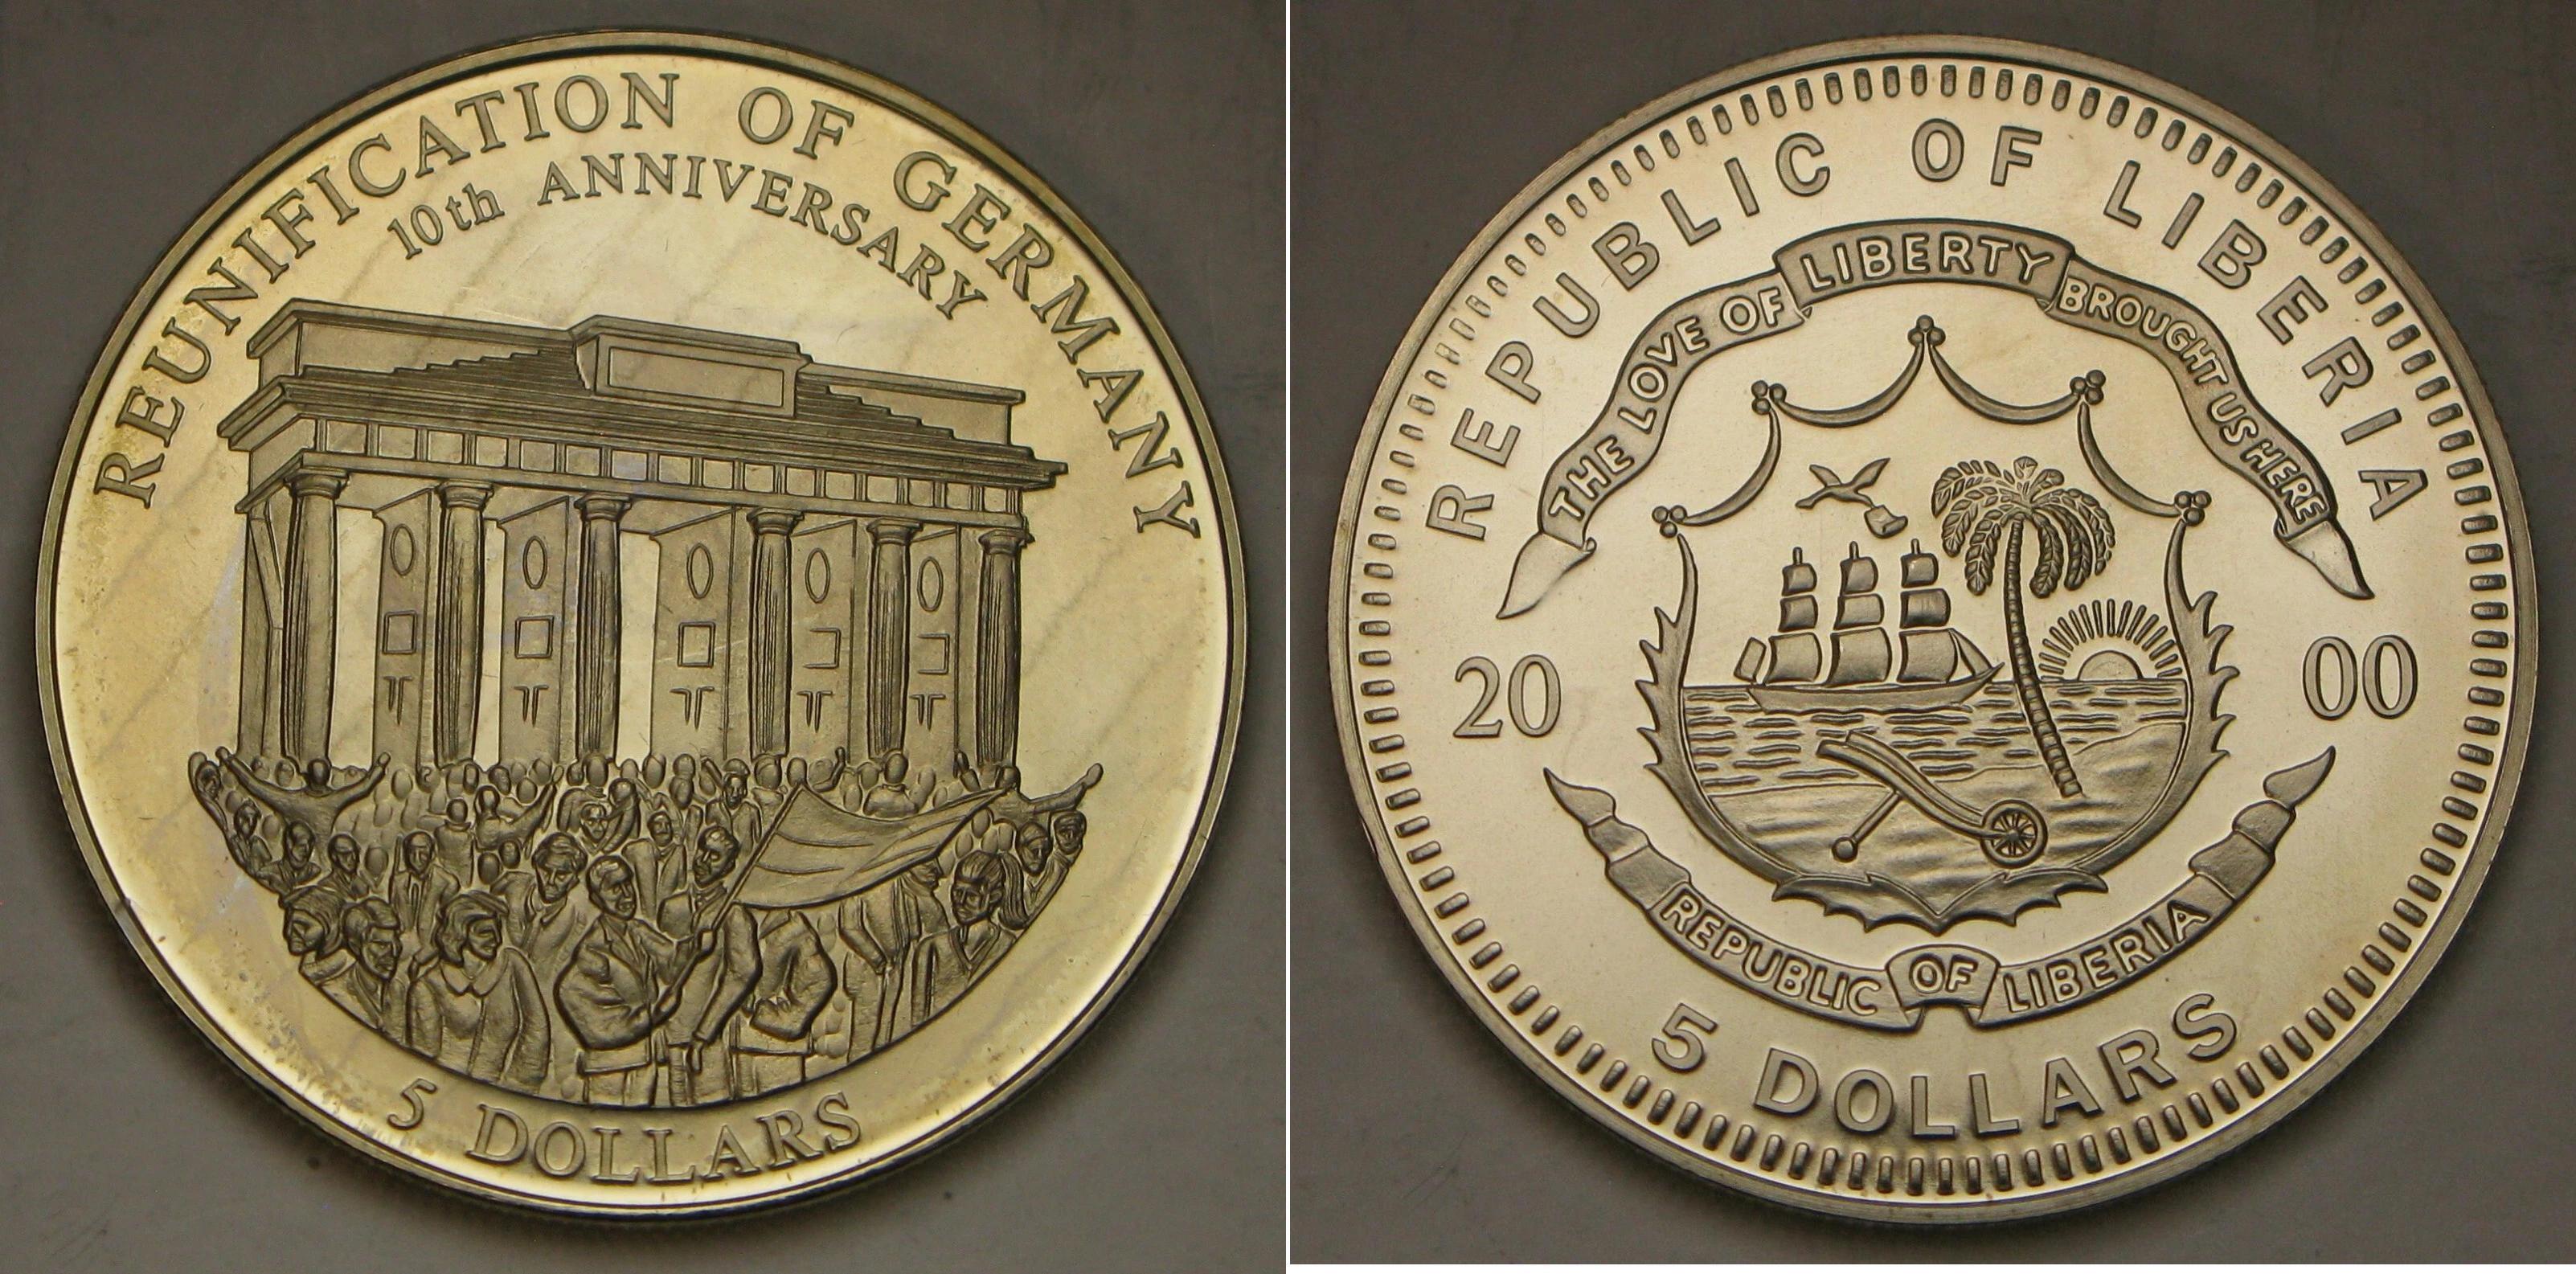 REUNIFICATION OF GERMANY
10th ANNIVERSARY
5 DOLLARS
REPUBLIC OF LIBERIA
THE LOVE OF LIBERTY BROUGHT US HERE
20 00
REPUBLIC OF LIBERIA
5 DOLLARS